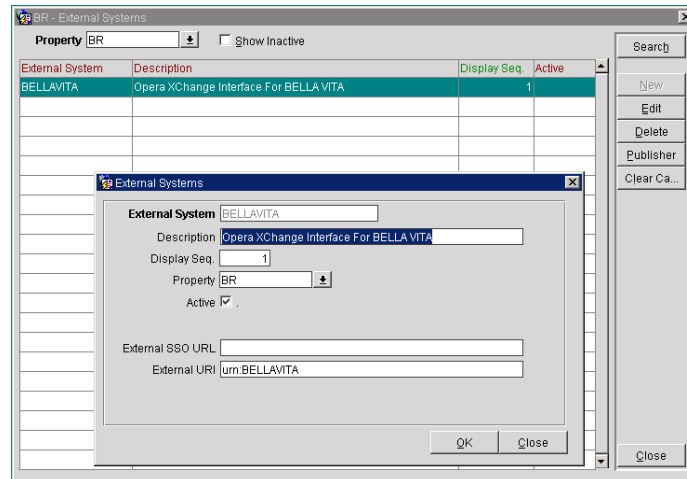 BR - External Systems
Property BR Show Inactive
Search
External System Description Display Seq. Active
BELLAVITA Opera XChange Interface For BELLA VITA 1
New
Edit
Delete
Publisher
Clear Ca...
External Systems
External System BELLAVITA
Description Opera XChange Interface For BELLA VITA
Display Seq. 1
Property BR
Active .
External SSO URL
External URI urn:BELLAVITA
OK Close
Close